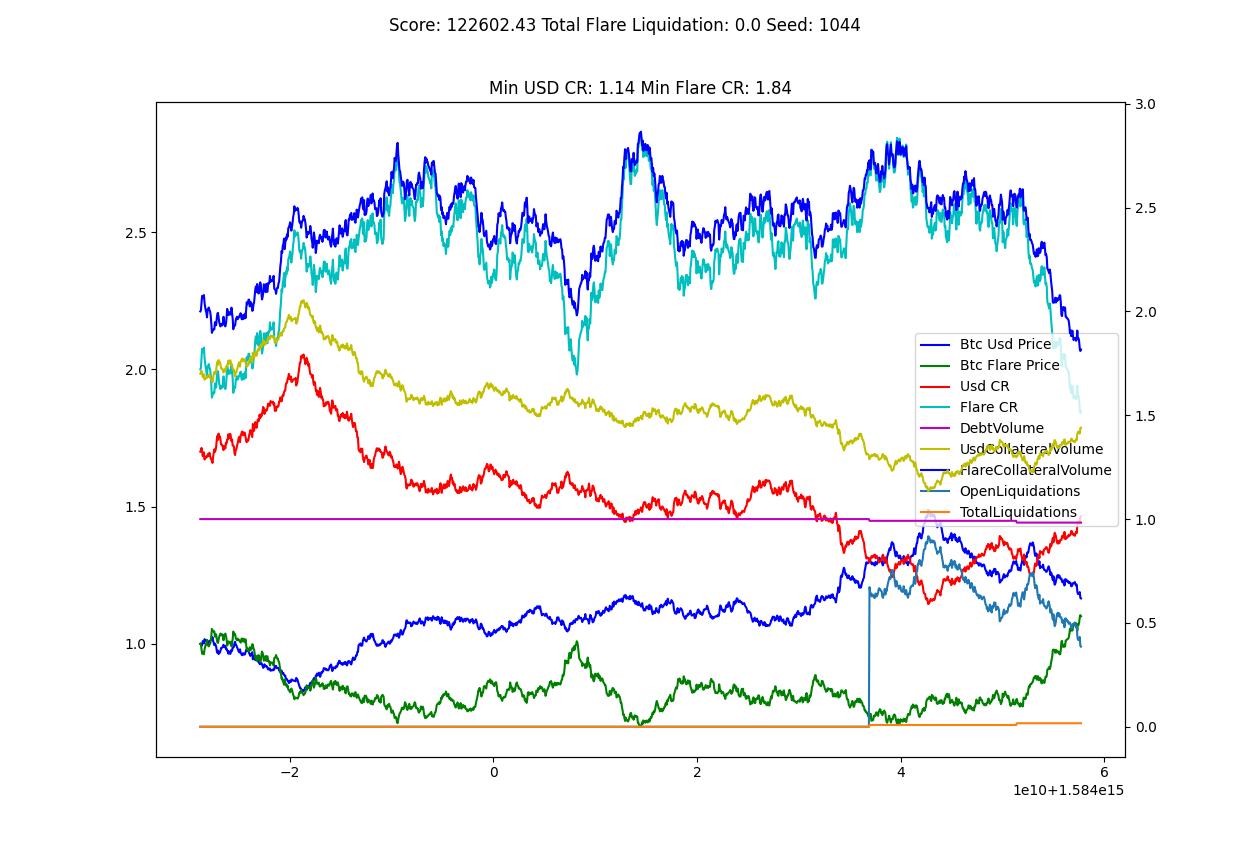 Score: 122602.43 Total Flare Liquidation: 0.0 Seed: 1044
Min USD CR: 1.14 Min Flare CR: 1.84
3.0
2.5
2.5
2.0
2.0
Btc Usd Price
Btc Flare Price
Usd CR
Flare CR
DebtVolume
UsdCollateralVolume
FlareCollateralVolume
OpenLiquidations
TotalLiquidations
1.5
1.5
1.0
1.0
0.5
0.0
−2
0
2
4
6
1e10+1.584e15